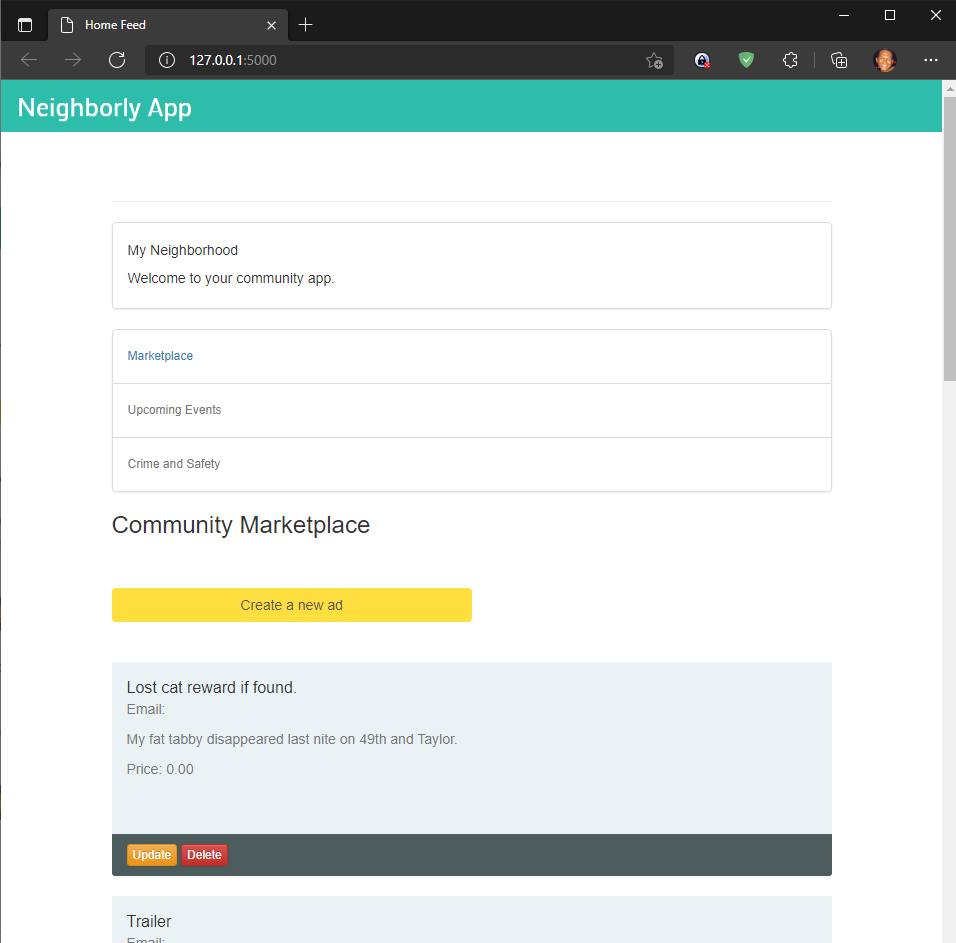 Home Feed
127.0.0.1:5000
Neighborly App
My Neighborhood
Welcome to your community app.
Marketplace
Upcoming Events
Crime and Safety
Community Marketplace
Create a new ad
Lost cat reward if found.
Email:
My fat tabby disappeared last nite on 49th and Taylor.
Price: 0.00
Update Delete
Trailer
Email: